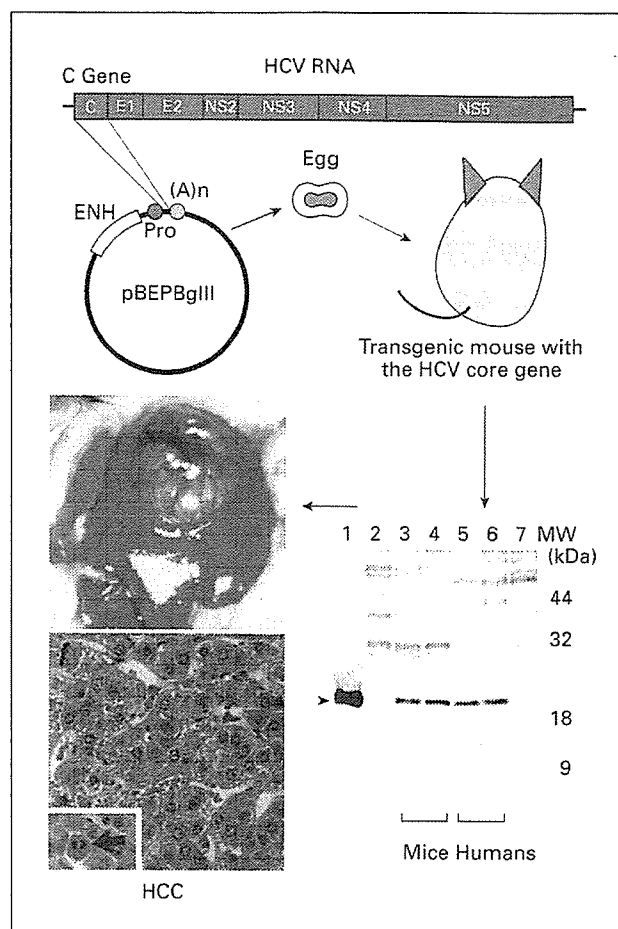 HCV RNA
C Gene
C E1 E2 NS2 NS3 NS4 NS5
Egg
(A)n
ENH
Pro
pBEPBglII
Transgenic mouse with
the HCV core gene
1 2 3 4 5 6 7 MW
(kDa)
44
32
18
9
Mice Humans
HCC